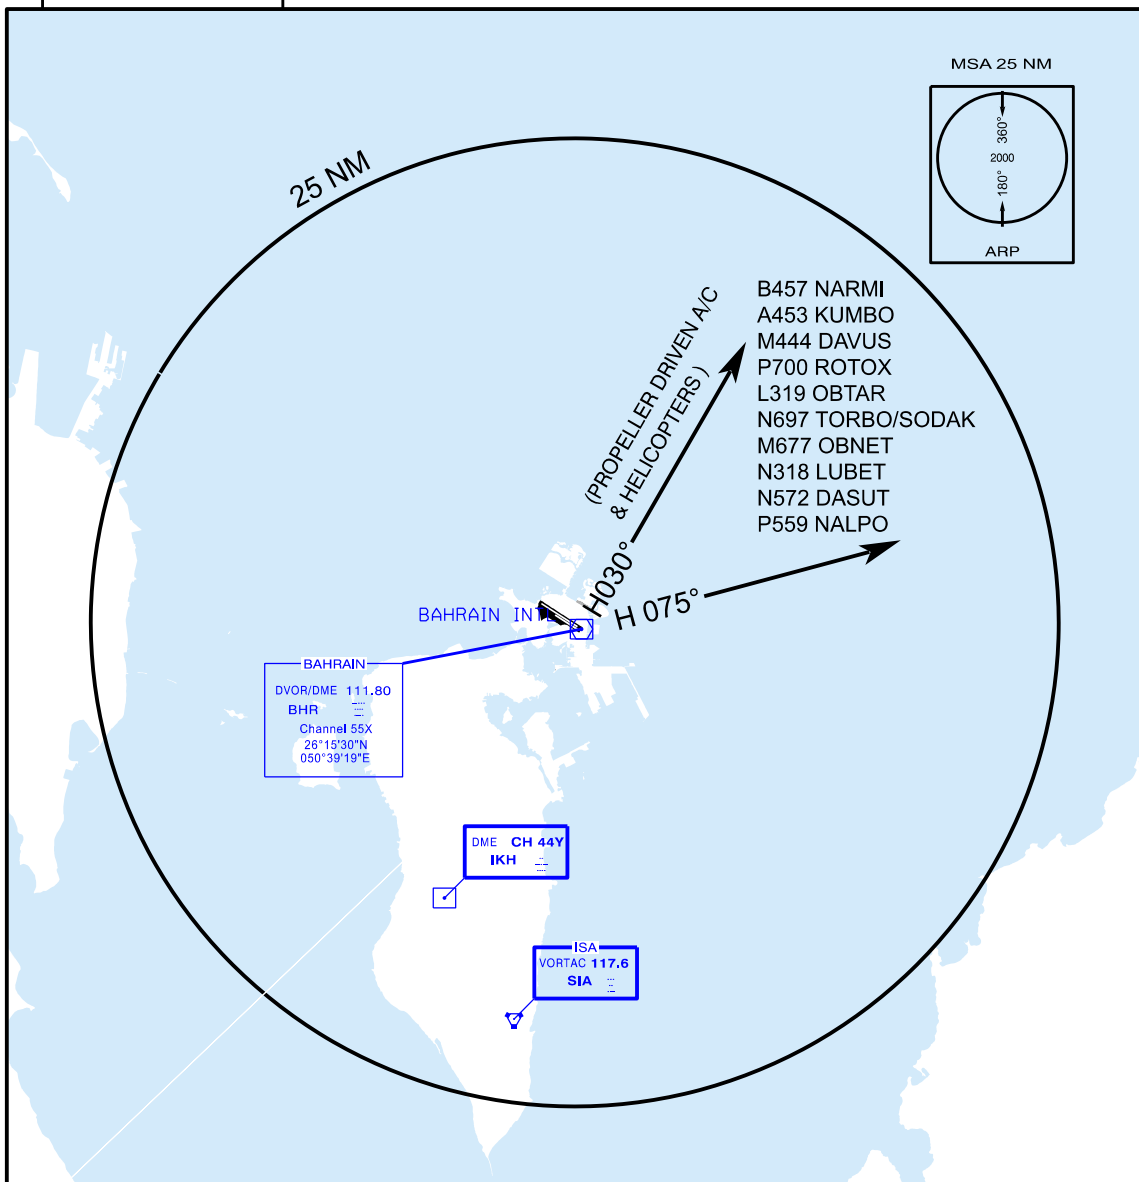 MSA 25 NM
360°
2000
180°
ARP
25 NM
(PROPELLER DRIVEN A/C
& HELICOPTERS )
B457 NARMI
A453 KUMBO
M444 DAVUS
P700 ROTOX
L319 OBTAR
N697 TORBO/SODAK
M677 OBNET
N318 LUBET
N572 DASUT
P559 NALPO
H030°
H 075°
BAHRAIN
BAHRAIN
DVOR/DME 111.80
BHR
Channel 55X
26°15'30"N
050°39'19"E
DME CH 44Y
IKH
ISA
VORTAC 117.6
SIA